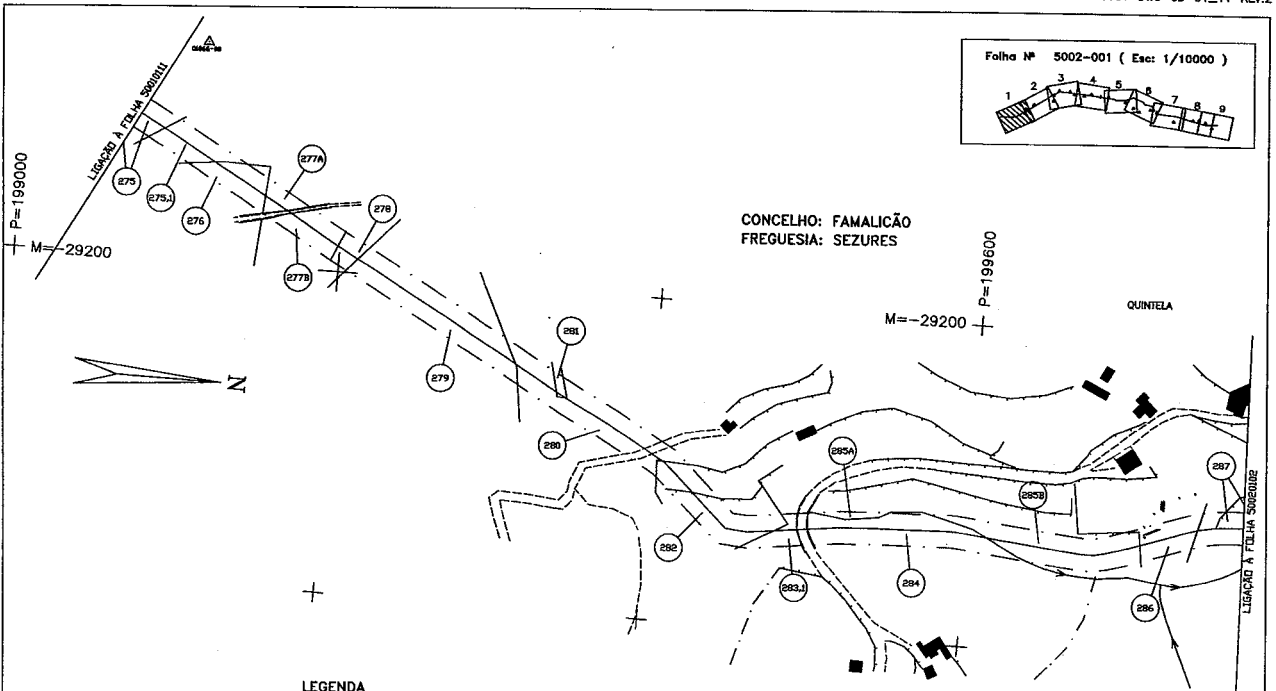 Folha Nº 5002-001 ( Esc: 1/10000 )
1 2 3 4 5 6 7 8 9
LIGAÇÃO À FOLHA 50010111
P=199000
M=-29200
275
275,1
276
277A
277B
278
279
280
281
282
283,1
284
285A
285B
286
287
CONCELHO: FAMALICÃO
FREGUESIA: SEZURES
P=199600
M=-29200
QUINTELA
N
LIGAÇÃO À FOLHA 50020102
LEGENDA